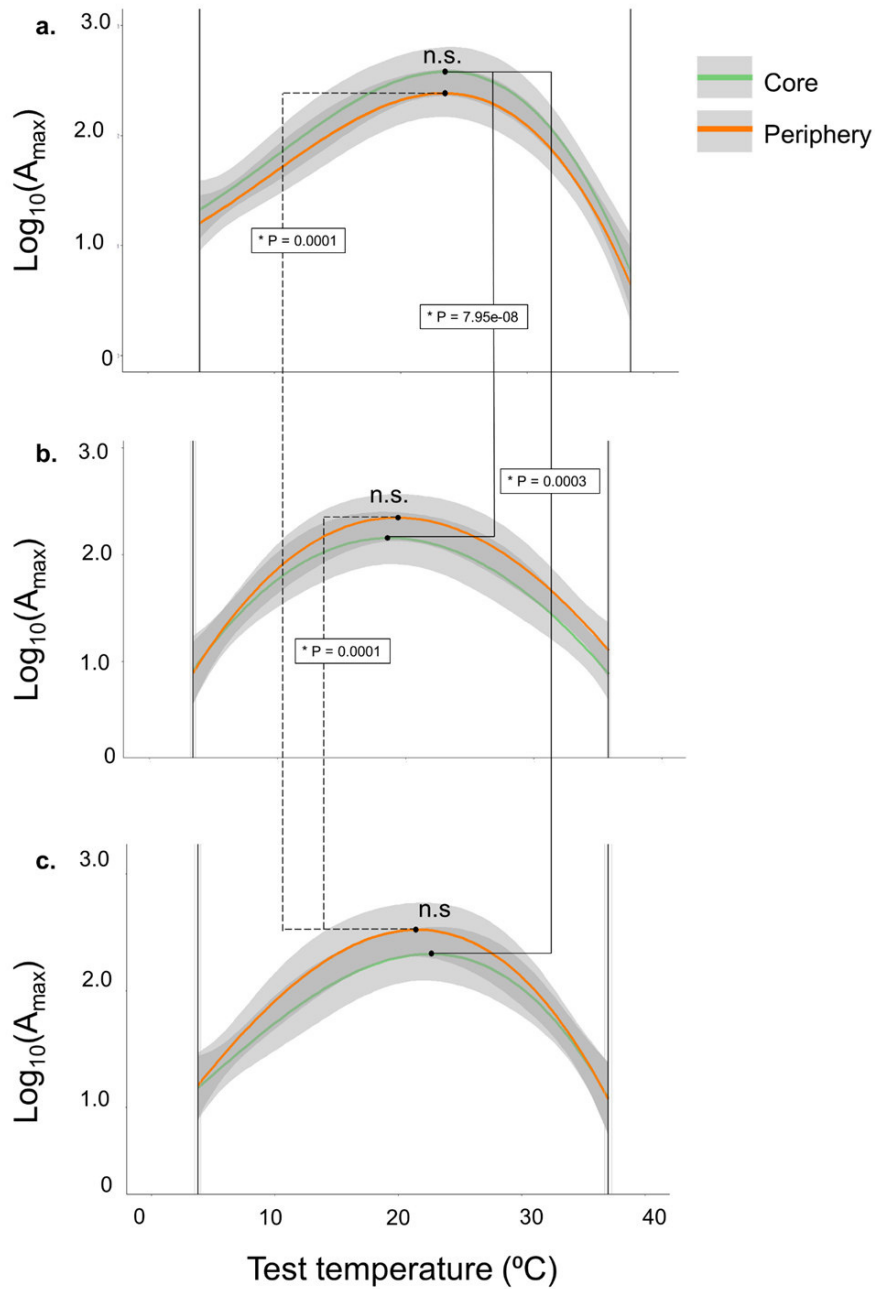 a.
3.0
2.0
1.0
0
Log10(Amax)
n.s.
* P = 0.0001
* P = 7.95e-08
Core
Periphery
b.
3.0
2.0
1.0
0
Log10(Amax)
n.s.
* P = 0.0003
* P = 0.0001
c.
3.0
2.0
1.0
0
Log10(Amax)
n.s
0 10 20 30 40
Test temperature (ºC)